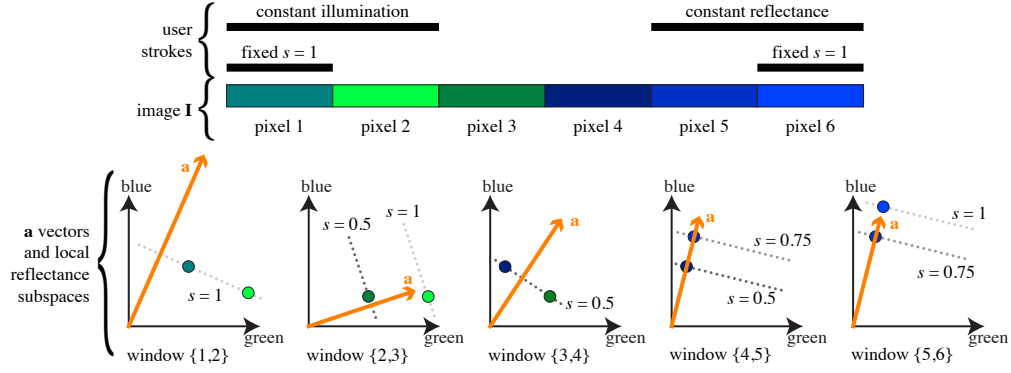 constant illumination
constant reflectance
user
strokes
fixed s = 1
fixed s = 1
image I
pixel 1
pixel 2
pixel 3
pixel 4
pixel 5
pixel 6
a vectors
and local
reflectance
subspaces
blue
a
s = 1
green
window {1,2}
blue
s = 0.5
s = 1
a
green
window {2,3}
blue
a
s = 0.5
green
window {3,4}
blue
a
s = 0.75
s = 0.5
green
window {4,5}
blue
a
s = 1
s = 0.75
green
window {5,6}